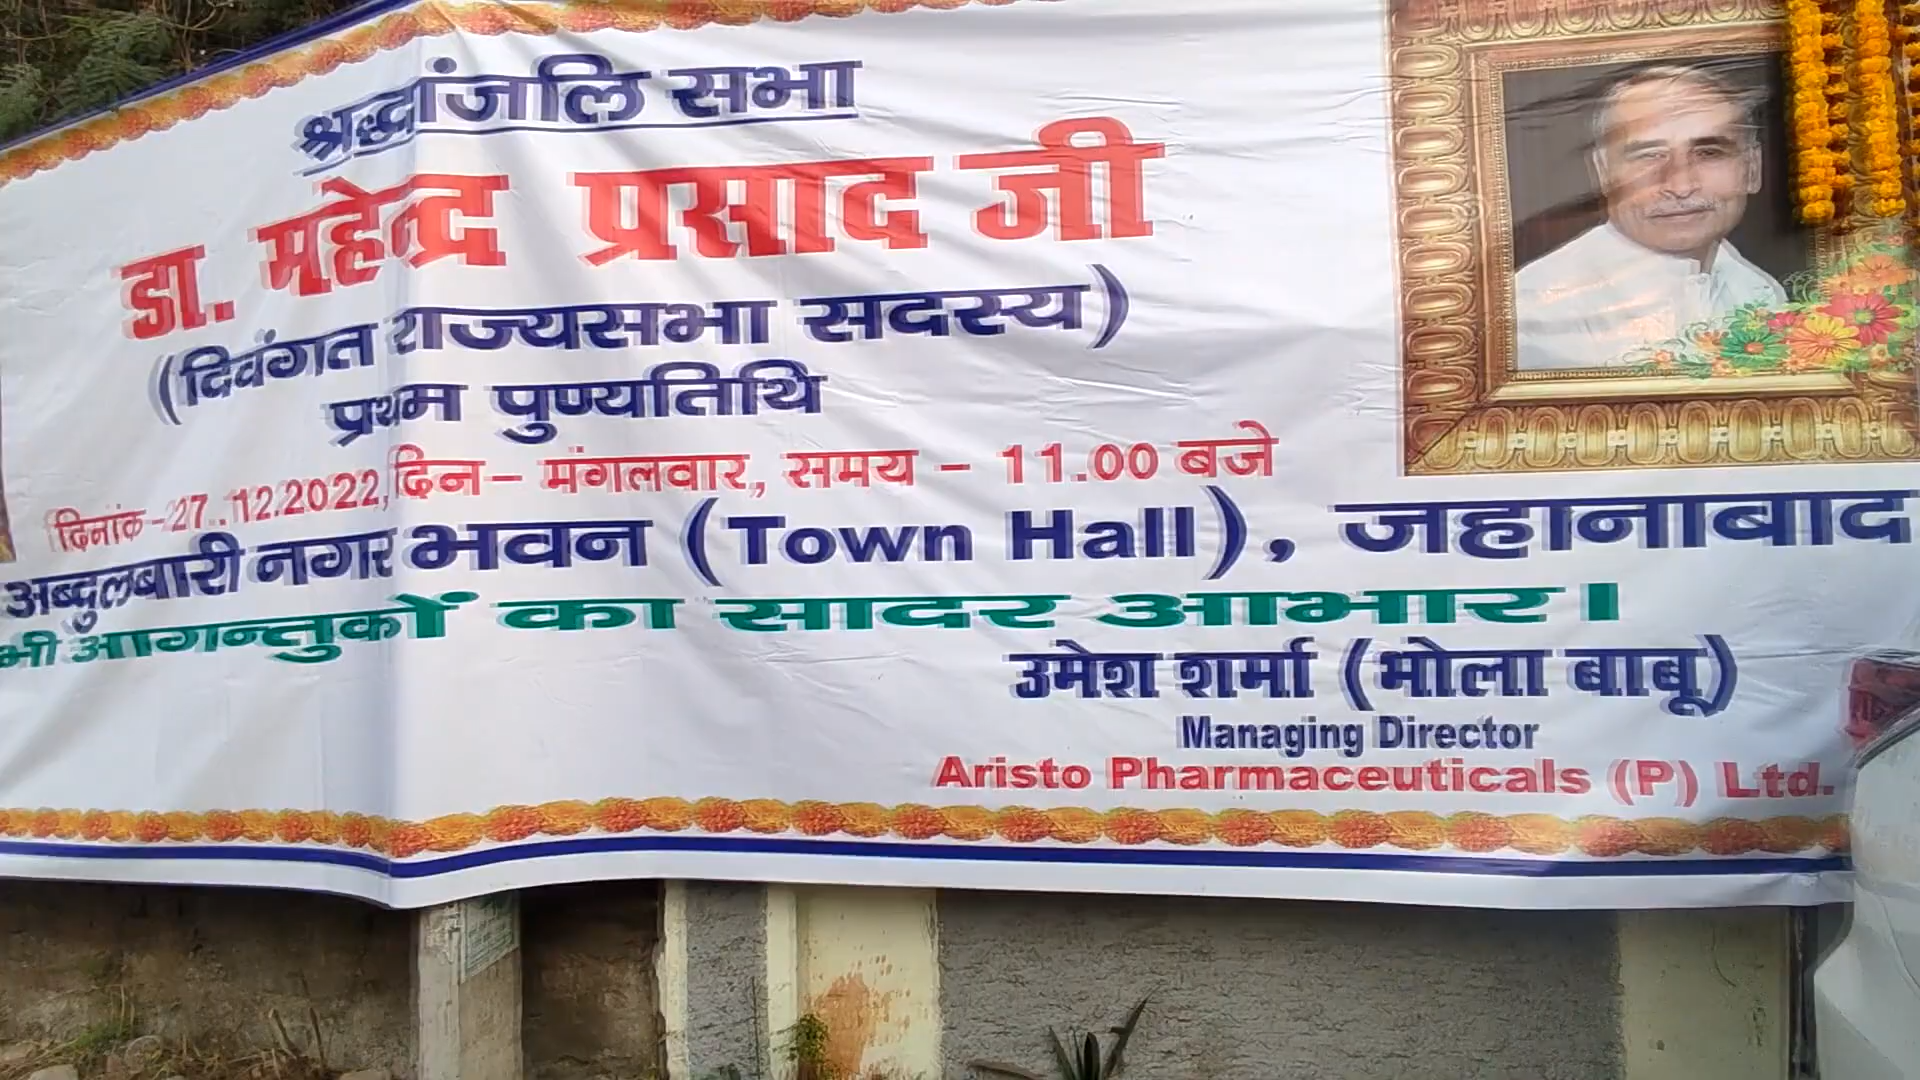 श्रद्धांजलि सभा
डा. महेन्द्र प्रसाद जी
(दिवंगत राज्यसभा सदस्य)
प्रथम पुण्यतिथि
दिनांक-27..12.2022, दिन- मंगलवार, समय - 11.00 बजे
अब्दुलबारी नगर भवन (Town Hall), जहानाबाद
भी आगन्तुकों का सादर आभार।
उमेश शर्मा (भोला बाबू)
Managing Director
Aristo Pharmaceuticals (P) Ltd.